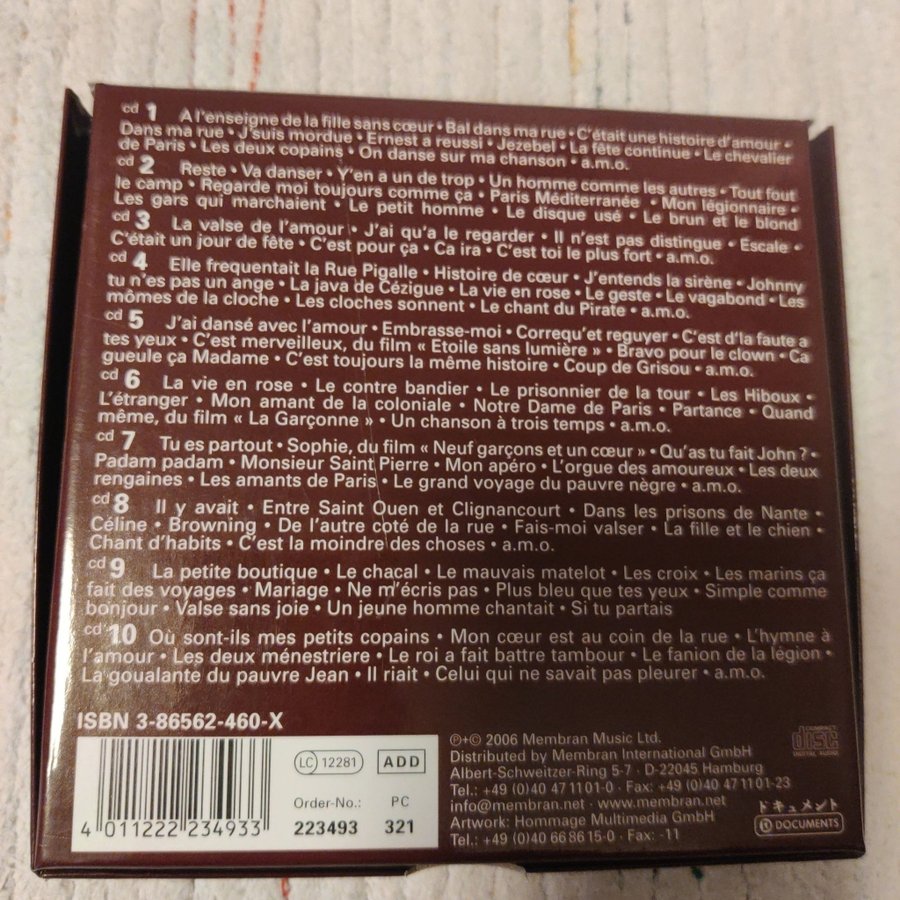 cd 1 A l'enseigne de la fille sans cœur • Bal dans ma rue • C'était une histoire d'amour •
Dans ma rue • J'suis mordue • Ernest a reussi • Jezebel • La fête continue • Le chevalier
de Paris • Les deux copains • On danse sur ma chanson • a.m.o.
cd 2 Reste • Va danser • Y'en a un de trop • Un homme comme les autres • Tout fout
le camp • Regarde moi toujours comme ça • Paris Méditerranée • Mon légionnaire •
Les gars qui marchaient • Le petit homme • Le disque usé • Le brun et le blond
cd 3 La valse de l'amour • J'ai qu'a le regarder • Il n'est pas distingue • Escale •
C'était un jour de fête • C'est pour ça • Ca ira • C'est toi le plus fort • a.m.o.
cd 4 Elle frequentait la Rue Pigalle • Histoire de cœur • J'entends la sirène • Johnny
tu n'es pas un ange • La java de Cézigue • La vie en rose • Le geste • Le vagabond • Les
mômes de la cloche • Les cloches sonnent • Le chant du Pirate • a.m.o.
cd 5 J'ai dansé avec l'amour • Embrasse-moi • Correqu'et reguyer • C'est d'la faute a
tes yeux • C'est merveilleux, du film « Etoile sans lumière » • Bravo pour le clown • Ca
gueule ça Madame • C'est toujours la même histoire • Coup de Grisou • a.m.o.
cd 6 La vie en rose • Le contre bandier • Le prisonnier de la tour • Les Hiboux •
L'étranger • Mon amant de la coloniale • Notre Dame de Paris • Partance • Quand
même, du film « La Garçonne » • Un chanson à trois temps • a.m.o.
cd 7 Tu es partout • Sophie, du film « Neuf garçons et un cœur » • Qu'as tu fait John ? •
Padam padam • Monsieur Saint Pierre • Mon apéro • L'orgue des amoureux • Les deux
rengaines • Les amants de Paris • Le grand voyage du pauvre nègre • a.m.o.
cd 8 Il y avait • Entre Saint Ouen et Clignancourt • Dans les prisons de Nante •
Céline • Browning • De l'autre coté de la rue • Fais-moi valser • La fille et le chien •
Chant d'habits • C'est la moindre des choses • a.m.o.
cd 9 La petite boutique • Le chacal • Le mauvais matelot • Les croix • Les marins ça
fait des voyages • Mariage • Ne m'écris pas • Plus bleu que tes yeux • Simple comme
bonjour • Valse sans joie • Un jeune homme chantait • Si tu partais
cd 10 Où sont-ils mes petits copains • Mon cœur est au coin de la rue • L'hymne à
l'amour • Les deux ménestriere • Le roi a fait battre tambour • Le fanion de la légion •
La goualante du pauvre Jean • Il riait • Celui qui ne savait pas pleurer • a.m.o.
ISBN 3-86562-460-X
4 011222 234933
LC 12281
ADD
Order-No.: PC
223493 321
℗+© 2006 Membran Music Ltd.
Distributed by Membran International GmbH
Albert-Schweitzer-Ring 5-7 · D-22045 Hamburg
Tel.: +49 (0)40 47 11 01-0 · Fax: +49 (0)40 47 11 01-23
info@membran.net · www.membran.net
Artwork: Hommage Multimedia GmbH
Tel.: +49 (0)40 66 86 15-0 · Fax: -11
COMPACT
disc
DIGITAL AUDIO
ドキュメント
DOCUMENTS